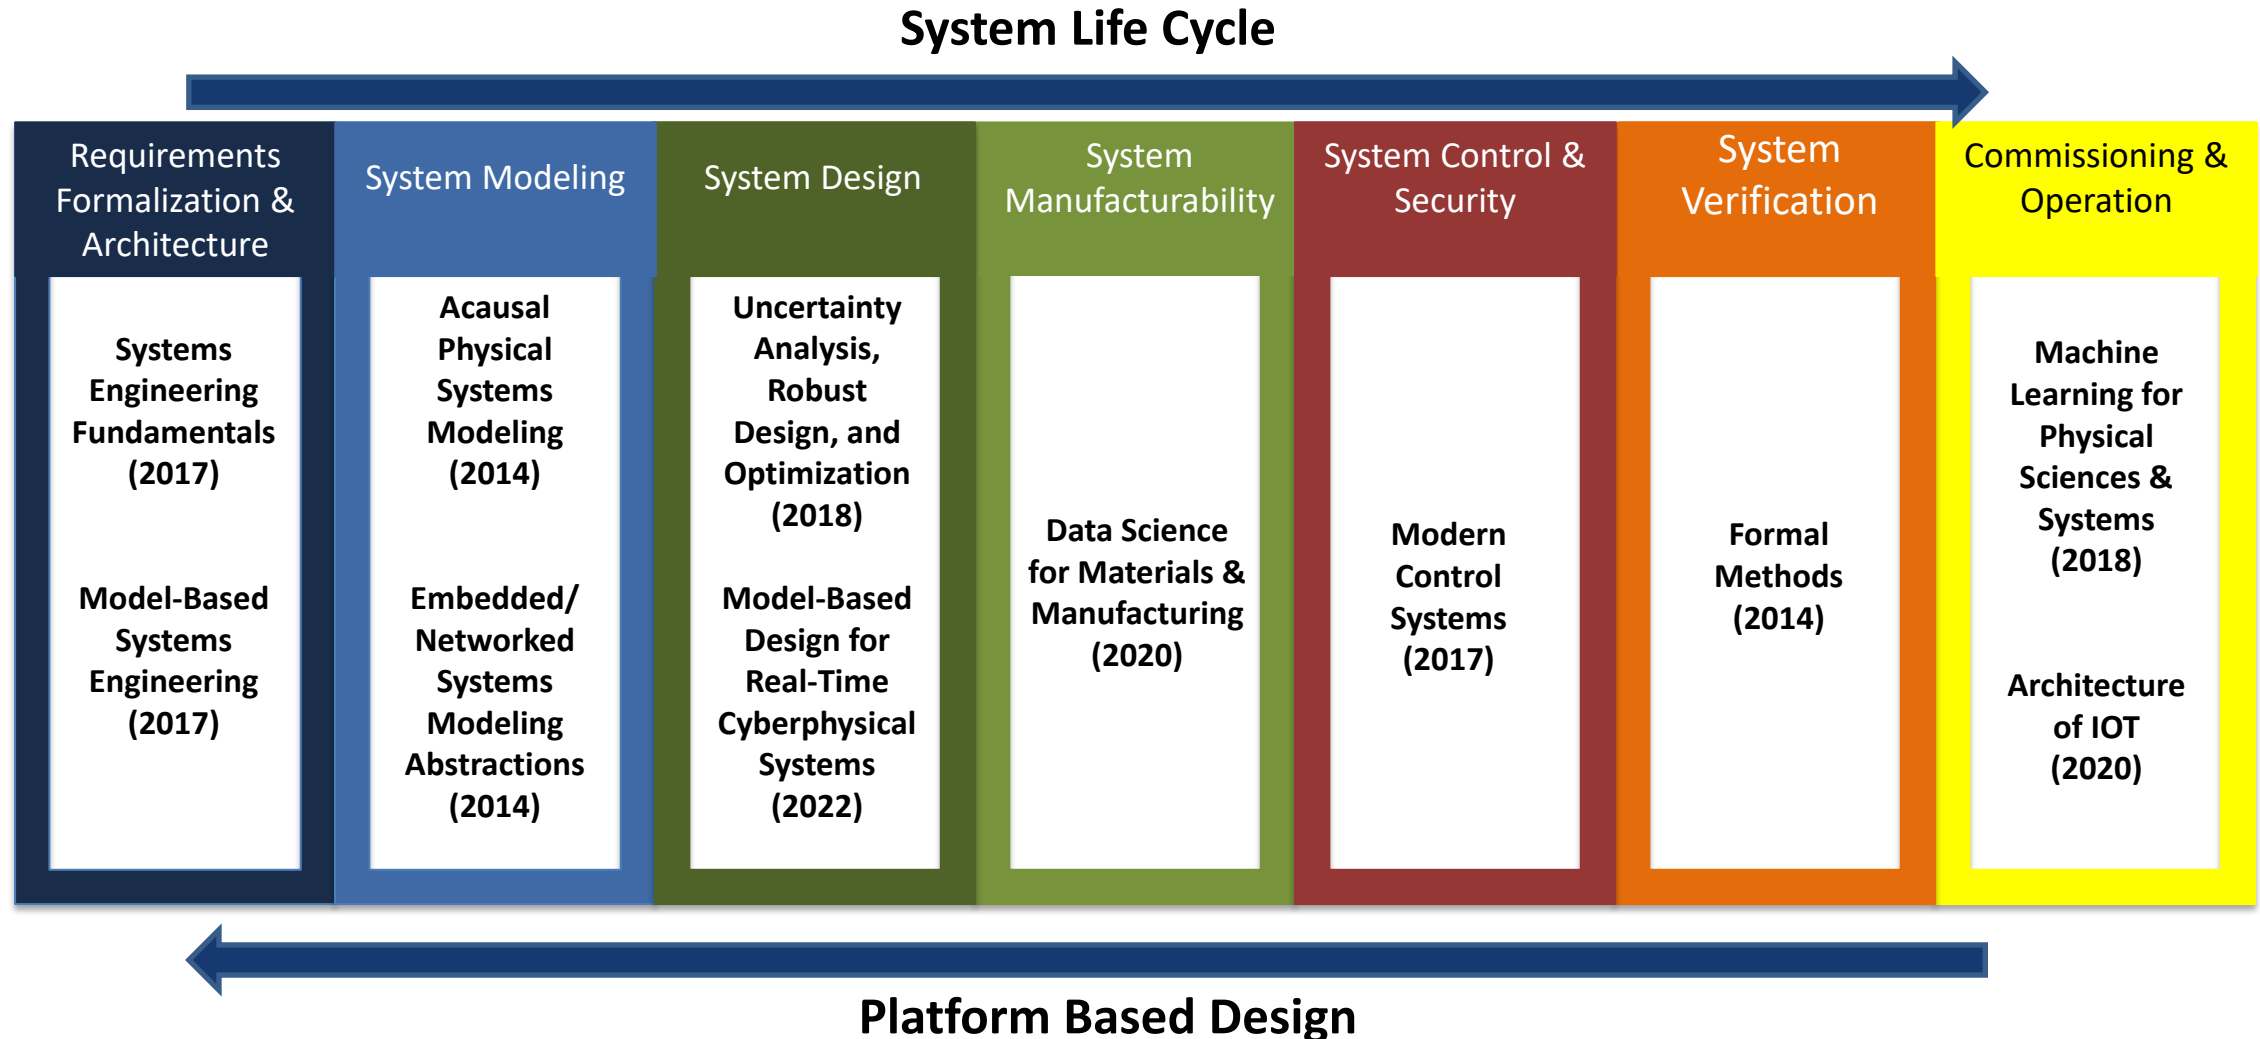 System Life Cycle
Requirements
Formalization &
Architecture
Systems
Engineering
Fundamentals
(2017)
Model-Based
Systems
Engineering
(2017)
System Modeling
Acausal
Physical
Systems
Modeling
(2014)
Embedded/
Networked
Systems
Modeling
Abstractions
(2014)
System Design
Uncertainty
Analysis,
Robust
Design, and
Optimization
(2018)
Model-Based
Design for
Real-Time
Cyberphysical
Systems
(2022)
System
Manufacturability
Data Science
for Materials &
Manufacturing
(2020)
System Control &
Security
Modern
Control
Systems
(2017)
System
Verification
Formal
Methods
(2014)
Commissioning &
Operation
Machine
Learning for
Physical
Sciences &
Systems
(2018)
Architecture
of IOT
(2020)
Platform Based Design